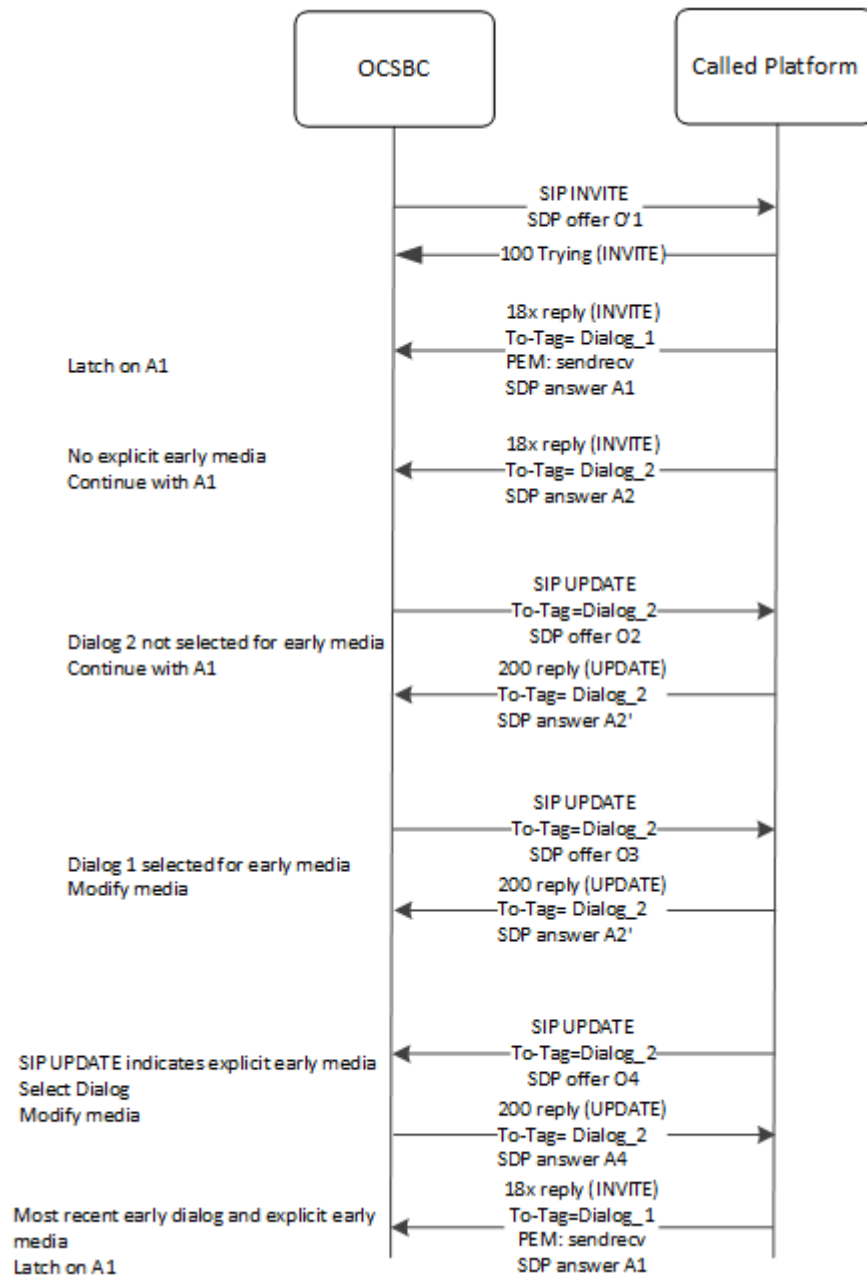 OCSBC
Called Platform
SIP INVITE
SDP offer O'1
100 Trying (INVITE)
18x reply (INVITE)
To-Tag= Dialog_1
PEM: sendrecv
SDP answer A1
Latch on A1
18x reply (INVITE)
To-Tag= Dialog_2
SDP answer A2
No explicit early media
Continue with A1
SIP UPDATE
To-Tag=Dialog_2
SDP offer O2
Dialog 2 not selected for early media
Continue with A1
200 reply (UPDATE)
To-Tag= Dialog_2
SDP answer A2'
SIP UPDATE
To-Tag=Dialog_2
SDP offer O3
Dialog 1 selected for early media
Modify media
200 reply (UPDATE)
To-Tag= Dialog_2
SDP answer A2'
SIP UPDATE
To-Tag=Dialog_2
SDP offer O4
SIP UPDATE indicates explicit early media
Select Dialog
Modify media
200 reply (UPDATE)
To-Tag= Dialog_2
SDP answer A4
18x reply (INVITE)
To-Tag=Dialog_1
PEM: sendrecv
SDP answer A1
Most recent early dialog and explicit early
media
Latch on A1